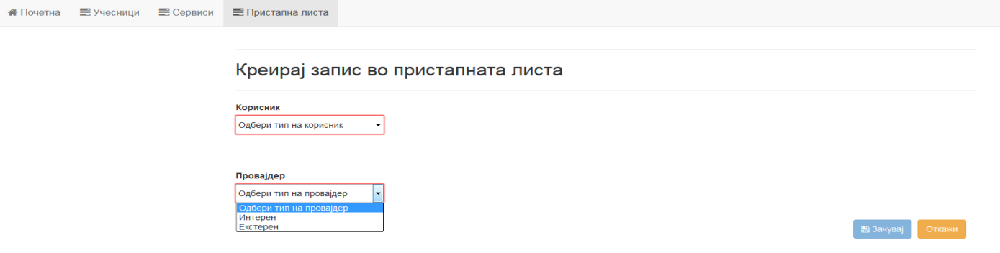 Почетна Учесници Сервиси Пристапна листа
Креирај запис во пристапната листа
Корисник
Одбери тип на корисник
Провајдер
Одбери тип на провајдер
Одбери тип на провајдер
Интерен
Екстерен
Зачувај Откажи